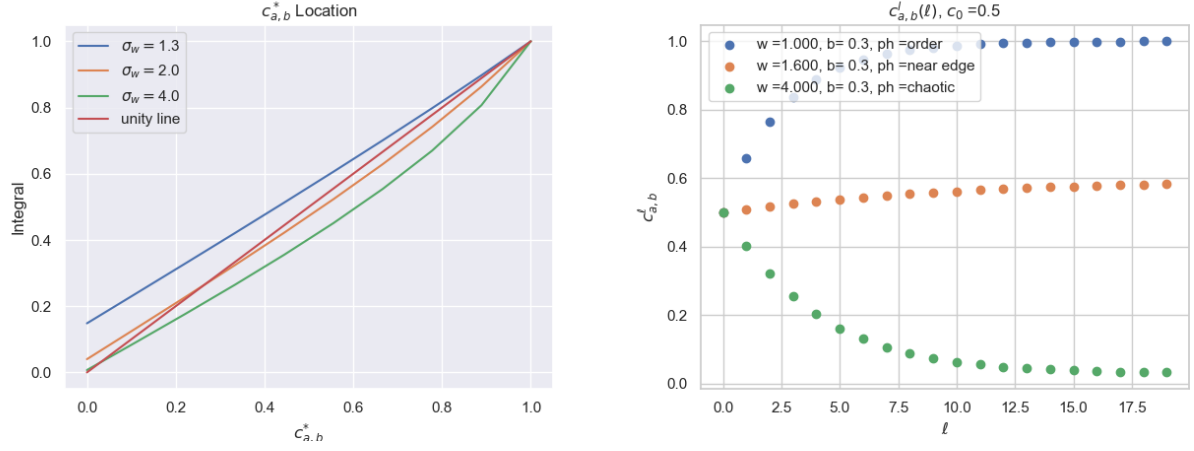 c*a,b Location
σw = 1.3
σw = 2.0
σw = 4.0
unity line
Integral
1.0
0.8
0.6
0.4
0.2
0.0
0.0 0.2 0.4 0.6 0.8 1.0
c*a,b
c^l a,b(ℓ), c0 =0.5
w =1.000, b= 0.3, ph =order
w =1.600, b= 0.3, ph =near edge
w =4.000, b= 0.3, ph =chaotic
c^ℓ a,b
1.0
0.8
0.6
0.4
0.2
0.0
0.0 2.5 5.0 7.5 10.0 12.5 15.0 17.5
ℓ